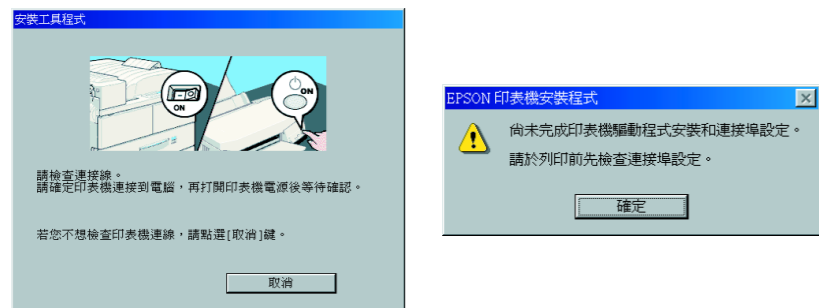 安裝工具程式
ON
ON
請檢查連接線。
請確定印表機連接到電腦，再打開印表機電源後等待確認。
若您不想檢查印表機連線，請點選[取消]鍵。
取消
EPSON 印表機安裝程式
尚未完成印表機驅動程式安裝和連接埠設定。
請於列印前先檢查連接埠設定。
確定